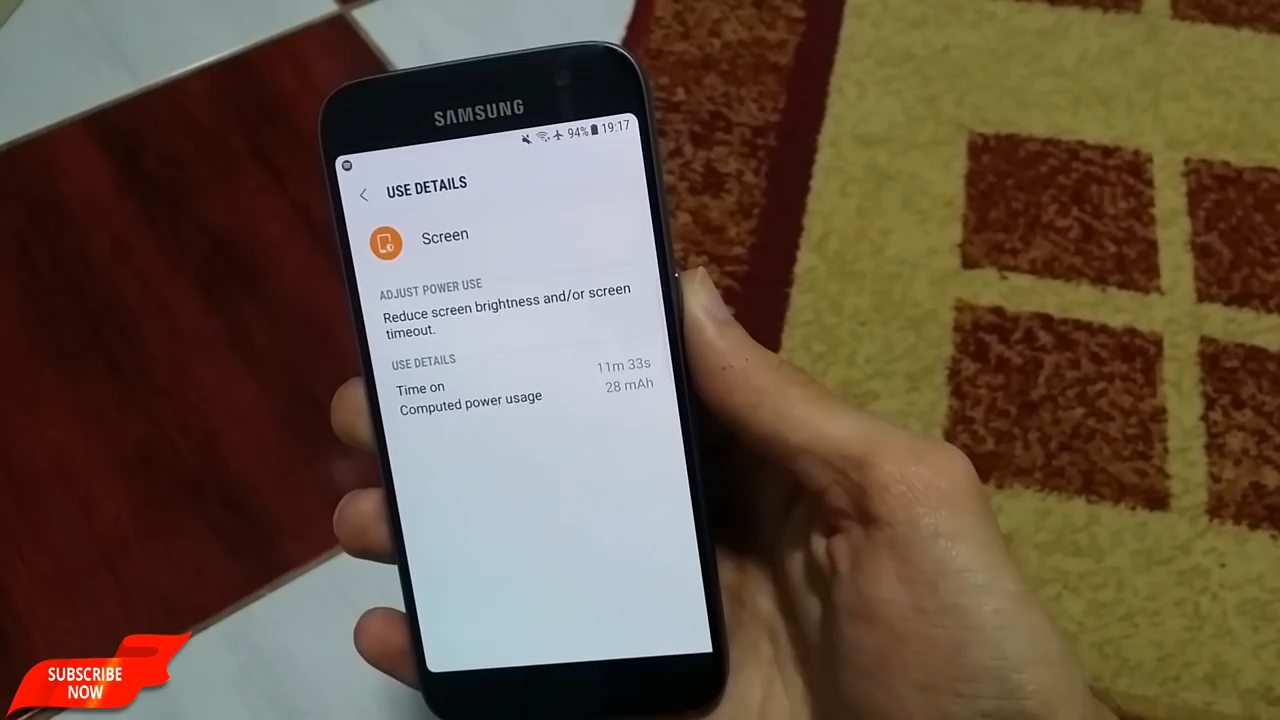 SAMSUNG
94% 19:17
USE DETAILS
Screen
ADJUST POWER USE
Reduce screen brightness and/or screen
timeout.
USE DETAILS
Time on 11m 33s
Computed power usage 28 mAh
SUBSCRIBE
NOW